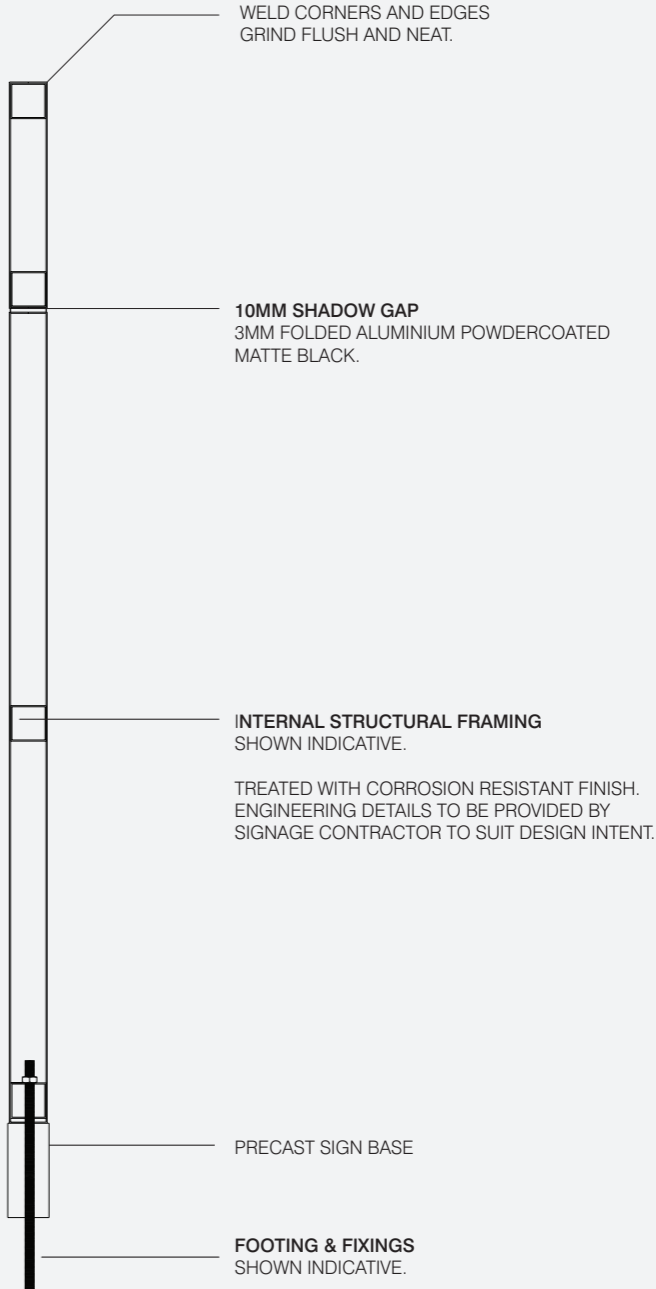 WELD CORNERS AND EDGES
GRIND FLUSH AND NEAT.
10MM SHADOW GAP
3MM FOLDED ALUMINIUM POWDERCOATED
MATTE BLACK.
INTERNAL STRUCTURAL FRAMING
SHOWN INDICATIVE.
TREATED WITH CORROSION RESISTANT FINISH.
ENGINEERING DETAILS TO BE PROVIDED BY
SIGNAGE CONTRACTOR TO SUIT DESIGN INTENT.
PRECAST SIGN BASE
FOOTING & FIXINGS
SHOWN INDICATIVE.